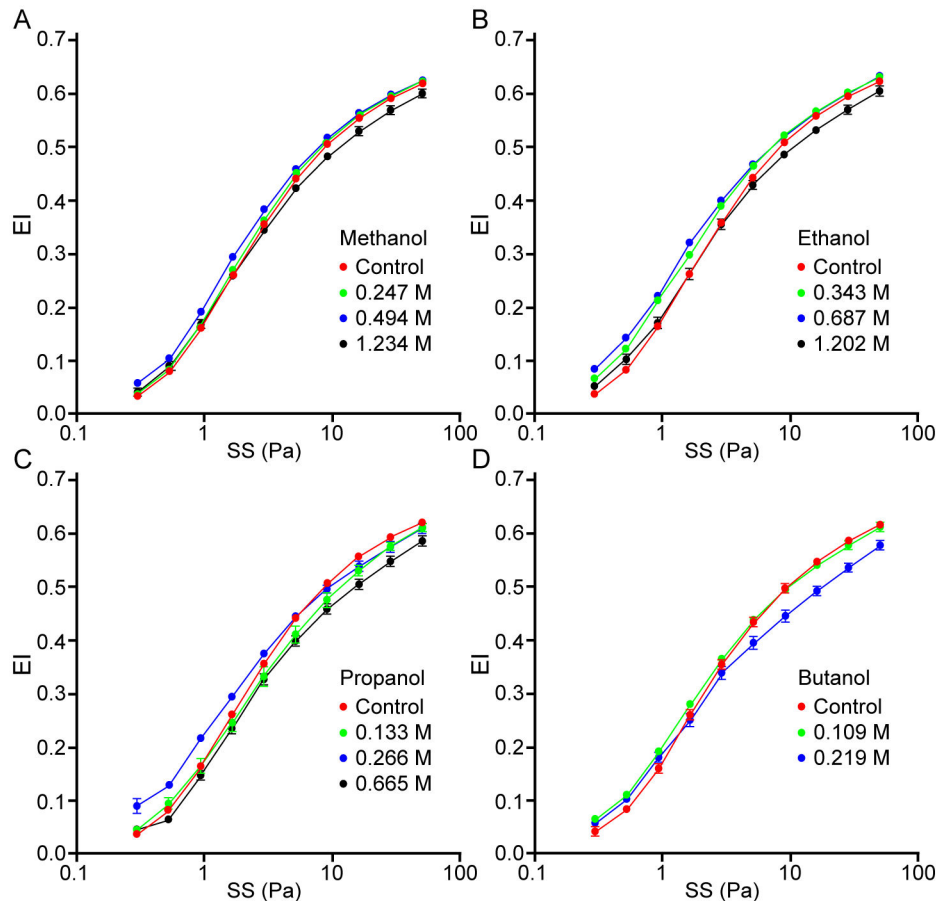 A
0.7
0.6
0.5
0.4
0.3
0.2
0.1
0.0
EI
Methanol
Control
0.247 M
0.494 M
1.234 M
0.1
1
10
100
SS (Pa)
B
0.7
0.6
0.5
0.4
0.3
0.2
0.1
0.0
EI
Ethanol
Control
0.343 M
0.687 M
1.202 M
0.1
1
10
100
SS (Pa)
C
0.7
0.6
0.5
0.4
0.3
0.2
0.1
0.0
EI
Propanol
Control
0.133 M
0.266 M
0.665 M
0.1
1
10
100
SS (Pa)
D
0.7
0.6
0.5
0.4
0.3
0.2
0.1
0.0
EI
Butanol
Control
0.109 M
0.219 M
0.1
1
10
100
SS (Pa)